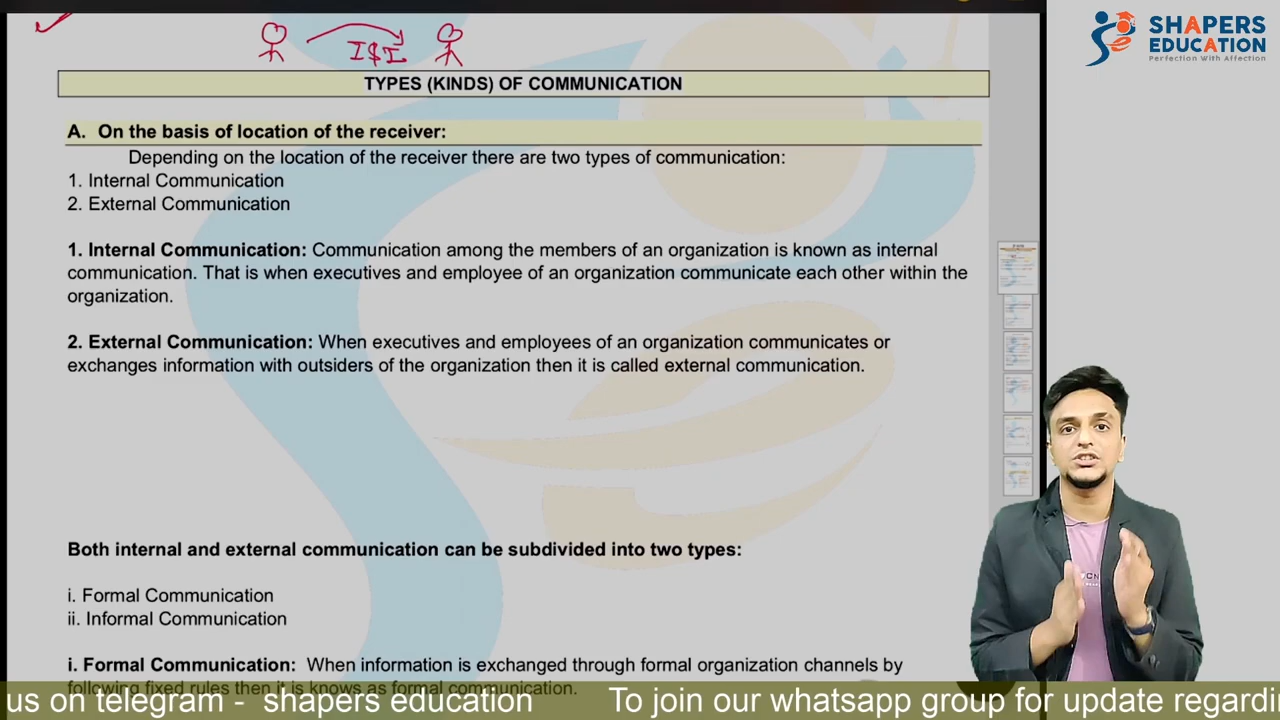 I & I
SHAPERS
EDUCATION
Perfection With Affection
TYPES (KINDS) OF COMMUNICATION
A. On the basis of location of the receiver:
Depending on the location of the receiver there are two types of communication:
1. Internal Communication
2. External Communication
1. Internal Communication: Communication among the members of an organization is known as internal
communication. That is when executives and employee of an organization communicate each other within the
organization.
2. External Communication: When executives and employees of an organization communicates or
exchanges information with outsiders of the organization then it is called external communication.
Both internal and external communication can be subdivided into two types:
i. Formal Communication
ii. Informal Communication
i. Formal Communication: When information is exchanged through formal organization channels by
following fixed rules then it is knows as formal communication.
us on telegram - shapers education To join our whatsapp group for update regardi